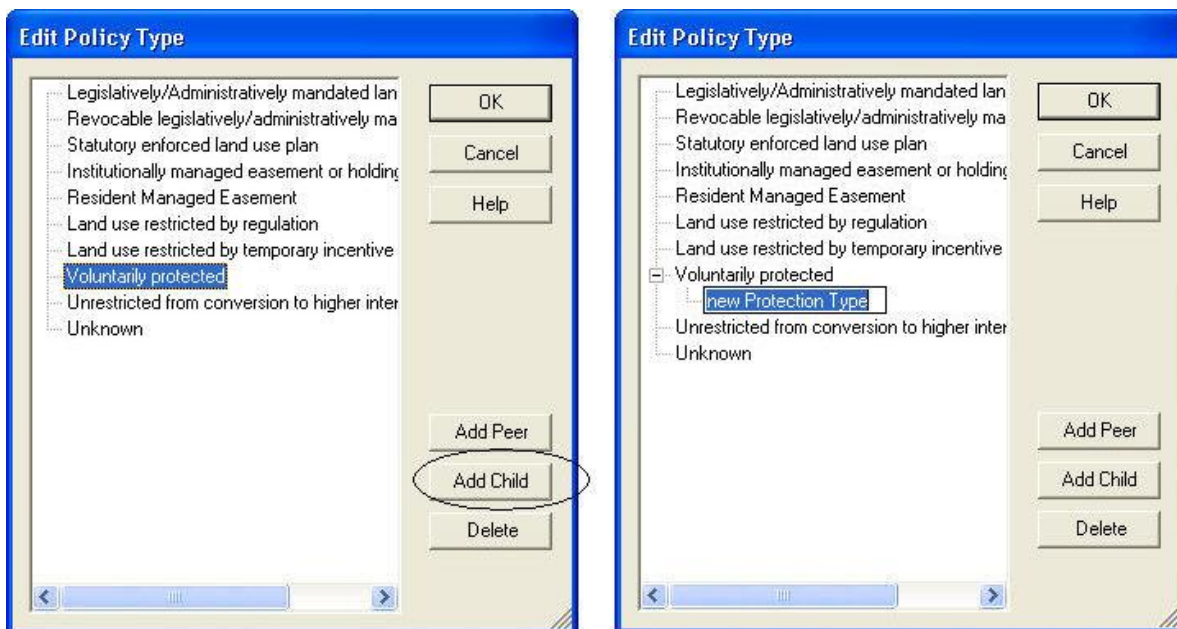 Edit Policy Type
Legislatively/Administratively mandated lan
Revocable legislatively/administratively ma
Statutory enforced land use plan
Institutionally managed easement or holding
Resident Managed Easement
Land use restricted by regulation
Land use restricted by temporary incentive
Voluntarily protected
Unrestricted from conversion to higher inter
Unknown
OK
Cancel
Help
Add Peer
Add Child
Delete
Edit Policy Type
Legislatively/Administratively mandated lan
Revocable legislatively/administratively ma
Statutory enforced land use plan
Institutionally managed easement or holding
Resident Managed Easement
Land use restricted by regulation
Land use restricted by temporary incentive
Voluntarily protected
new Protection Type
Unrestricted from conversion to higher inter
Unknown
OK
Cancel
Help
Add Peer
Add Child
Delete